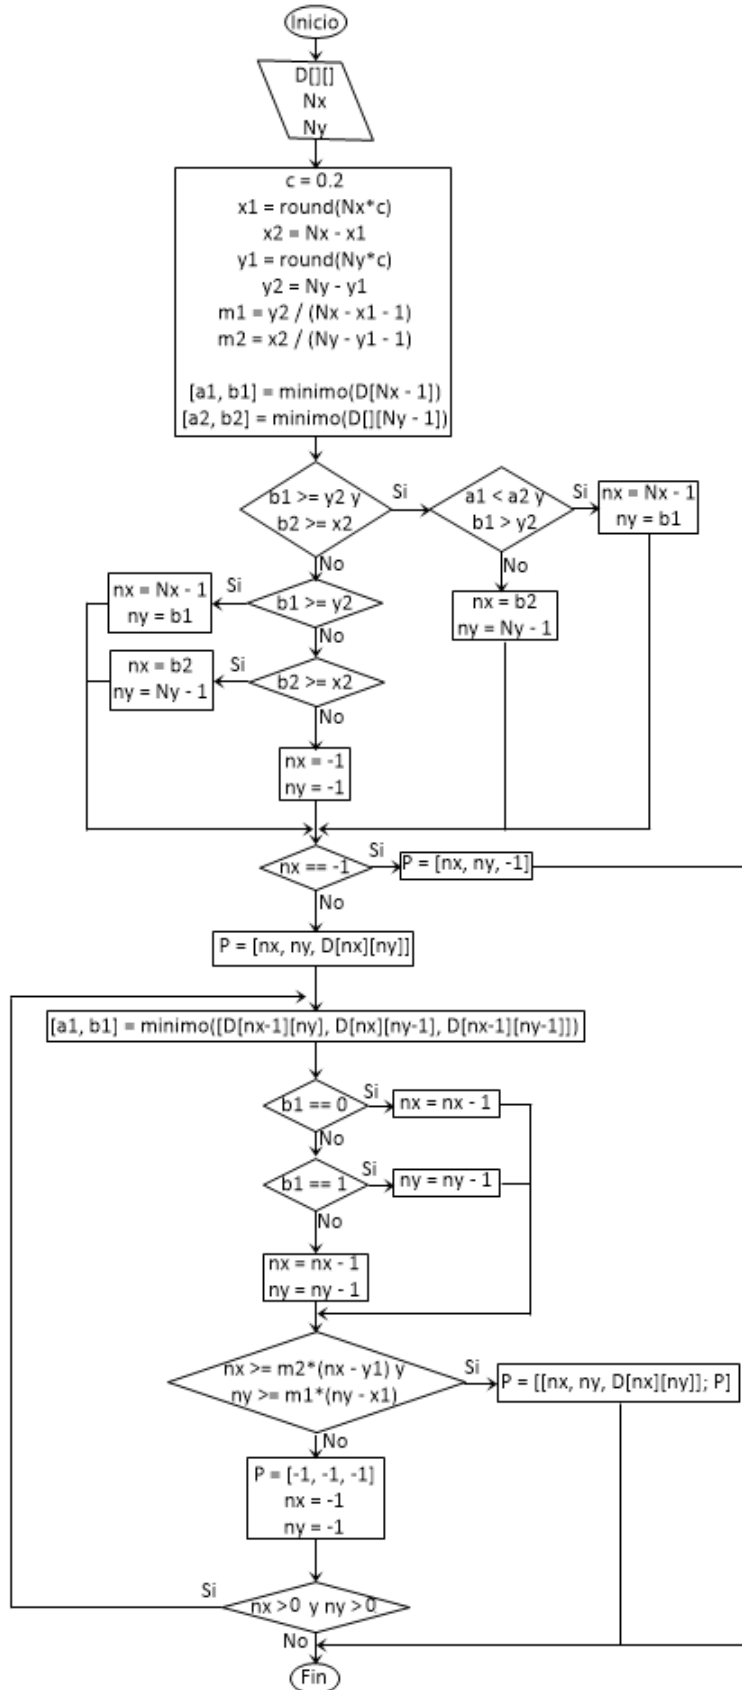 Inicio
D[][]
Nx
Ny
c = 0.2
x1 = round(Nx*c)
x2 = Nx - x1
y1 = round(Ny*c)
y2 = Ny - y1
m1 = y2 / (Nx - x1 - 1)
m2 = x2 / (Ny - y1 - 1)
[a1, b1] = minimo(D[Nx - 1])
[a2, b2] = minimo(D[][Ny - 1])
b1 >= y2 y
b2 >= x2
Si
a1 < a2 y
b1 > y2
Si
nx = Nx - 1
ny = b1
No
nx = b2
ny = Ny - 1
No
b1 >= y2
Si
nx = Nx - 1
ny = b1
No
b2 >= x2
Si
nx = b2
ny = Ny - 1
No
nx = -1
ny = -1
nx == -1
Si
P = [nx, ny, -1]
No
P = [nx, ny, D[nx][ny]]
[a1, b1] = minimo([D[nx-1][ny], D[nx][ny-1], D[nx-1][ny-1]])
b1 == 0
Si
nx = nx - 1
No
b1 == 1
Si
ny = ny - 1
No
nx = nx - 1
ny = ny - 1
nx >= m2*(nx - y1) y
ny >= m1*(ny - x1)
Si
P = [[nx, ny, D[nx][ny]]; P]
No
P = [-1, -1, -1]
nx = -1
ny = -1
Si
nx >0 y ny >0
No
Fin